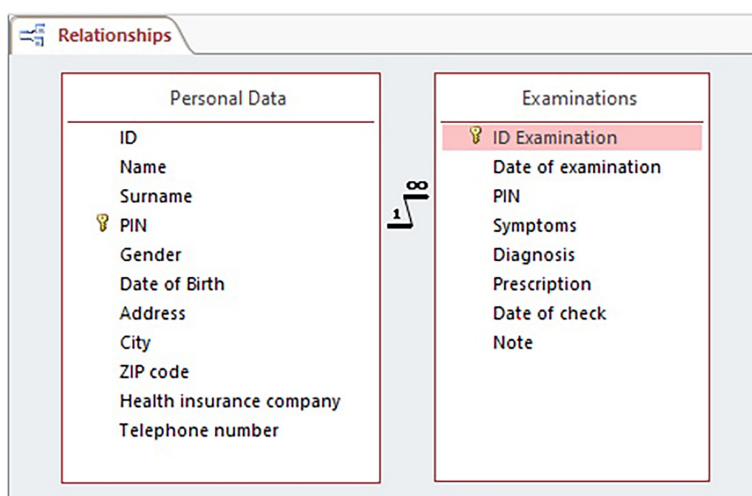 Relationships
Personal Data
ID
Name
Surname
PIN
Gender
Date of Birth
Address
City
ZIP code
Health insurance company
Telephone number
1
∞
Examinations
ID Examination
Date of examination
PIN
Symptoms
Diagnosis
Prescription
Date of check
Note